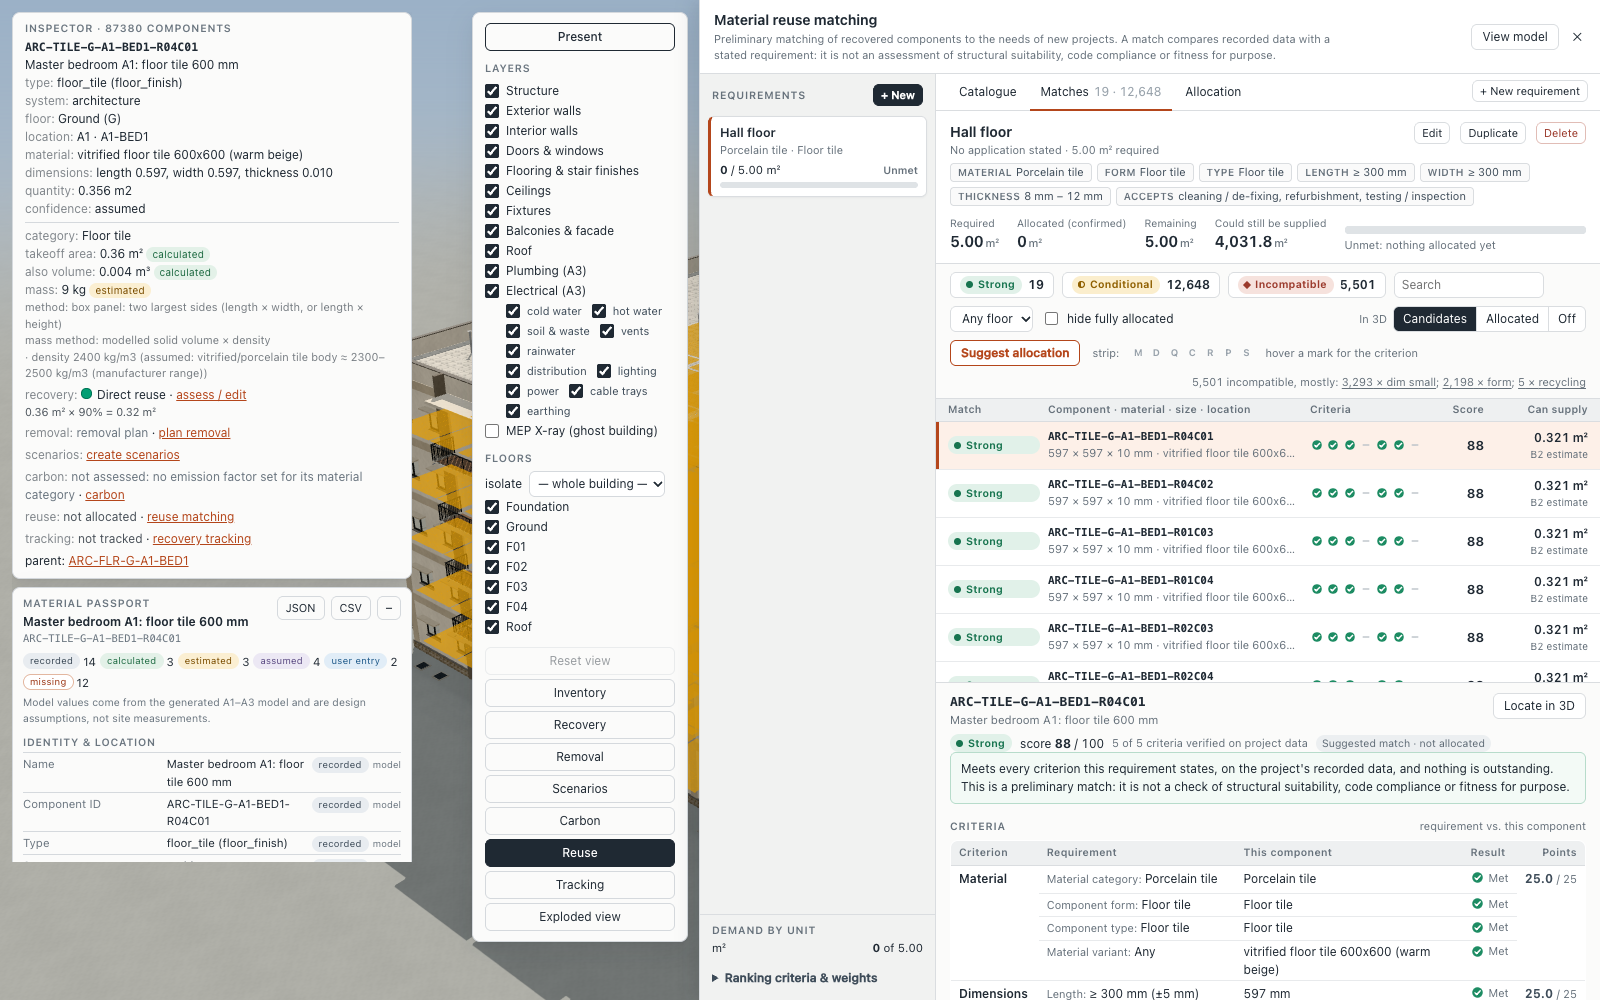 INSPECTOR · 87380 COMPONENTS
ARC-TILE-G-A1-BED1-R04C01
Master bedroom A1: floor tile 600 mm
type: floor_tile (floor_finish)
system: architecture
floor: Ground (G)
location: A1 · A1-BED1
material: vitrified floor tile 600x600 (warm beige)
dimensions: length 0.597, width 0.597, thickness 0.010
quantity: 0.356 m2
confidence: assumed
category: Floor tile
takeoff area: 0.36 m² calculated
also volume: 0.004 m³ calculated
mass: 9 kg estimated
method: box panel: two largest sides (length × width, or length ×
height)
mass method: modelled solid volume × density
· density 2400 kg/m3 (assumed: vitrified/porcelain tile body ≈ 2300–
2500 kg/m3 (manufacturer range))
recovery: Direct reuse · assess / edit
0.36 m² × 90% = 0.32 m²
removal: removal plan · plan removal
scenarios: create scenarios
carbon: not assessed: no emission factor set for its material
category · carbon
reuse: not allocated · reuse matching
tracking: not tracked · recovery tracking
parent: ARC-FLR-G-A1-BED1
MATERIAL PASSPORT
JSON CSV –
Master bedroom A1: floor tile 600 mm
ARC-TILE-G-A1-BED1-R04C01
recorded 14 calculated 3 estimated 3 assumed 4 user entry 2
missing 12
Model values come from the generated A1–A3 model and are design
assumptions, not site measurements.
IDENTITY & LOCATION
Name Master bedroom A1: floor tile 600 mm recorded model
Component ID ARC-TILE-G-A1-BED1-R04C01 recorded model
Type floor_tile (floor_finish) recorded model
Present
LAYERS
Structure
Exterior walls
Interior walls
Doors & windows
Flooring & stair finishes
Ceilings
Fixtures
Balconies & facade
Roof
Plumbing (A3)
Electrical (A3)
cold water hot water
soil & waste vents
rainwater
distribution lighting
power cable trays
earthing
MEP X-ray (ghost building)
FLOORS
isolate — whole building —
Foundation
Ground
F01
F02
F03
F04
Roof
Reset view
Inventory
Recovery
Removal
Scenarios
Carbon
Reuse
Tracking
Exploded view
Material reuse matching
Preliminary matching of recovered components to the needs of new projects. A match compares recorded data with a
stated requirement: it is not an assessment of structural suitability, code compliance or fitness for purpose.
View model ×
REQUIREMENTS + New
Hall floor
Porcelain tile · Floor tile
0 / 5.00 m² Unmet
DEMAND BY UNIT
m² 0 of 5.00
Ranking criteria & weights
Catalogue Matches 19 · 12,648 Allocation + New requirement
Hall floor Edit Duplicate Delete
No application stated · 5.00 m² required
MATERIAL Porcelain tile FORM Floor tile TYPE Floor tile LENGTH ≥ 300 mm WIDTH ≥ 300 mm
THICKNESS 8 mm – 12 mm ACCEPTS cleaning / de-fixing, refurbishment, testing / inspection
Required Allocated (confirmed) Remaining Could still be supplied
5.00 m² 0 m² 5.00 m² 4,031.8 m² Unmet: nothing allocated yet
Strong 19 Conditional 12,648 Incompatible 5,501 Search
Any floor hide fully allocated In 3D Candidates Allocated Off
Suggest allocation strip: M D Q C R P S hover a mark for the criterion
5,501 incompatible, mostly: 3,293 × dim small; 2,198 × form; 5 × recycling
Match Component · material · size · location Criteria Score Can supply
Strong ARC-TILE-G-A1-BED1-R04C01 – – 88 0.321 m²
597 × 597 × 10 mm · vitrified floor tile 600x6... B2 estimate
Strong ARC-TILE-G-A1-BED1-R04C02 – – 88 0.321 m²
597 × 597 × 10 mm · vitrified floor tile 600x6... B2 estimate
Strong ARC-TILE-G-A1-BED1-R01C03 – – 88 0.321 m²
597 × 597 × 10 mm · vitrified floor tile 600x6... B2 estimate
Strong ARC-TILE-G-A1-BED1-R01C04 – – 88 0.321 m²
597 × 597 × 10 mm · vitrified floor tile 600x6... B2 estimate
Strong ARC-TILE-G-A1-BED1-R02C03 – – 88 0.321 m²
597 × 597 × 10 mm · vitrified floor tile 600x6... B2 estimate
ARC-TILE-G-A1-BED1-R02C04 0.321 m²
ARC-TILE-G-A1-BED1-R04C01 Locate in 3D
Master bedroom A1: floor tile 600 mm
Strong score 88 / 100 5 of 5 criteria verified on project data Suggested match · not allocated
Meets every criterion this requirement states, on the project's recorded data, and nothing is outstanding.
This is a preliminary match: it is not a check of structural suitability, code compliance or fitness for purpose.
CRITERIA requirement vs. this component
Criterion Requirement This component Result Points
Material Material category: Porcelain tile Porcelain tile Met 25.0 / 25
Component form: Floor tile Floor tile Met
Component type: Floor tile Floor tile Met
Material variant: Any vitrified floor tile 600x600 (warm beige) Met
Dimensions Length: ≥ 300 mm (±5 mm) 597 mm Met 25.0 / 25